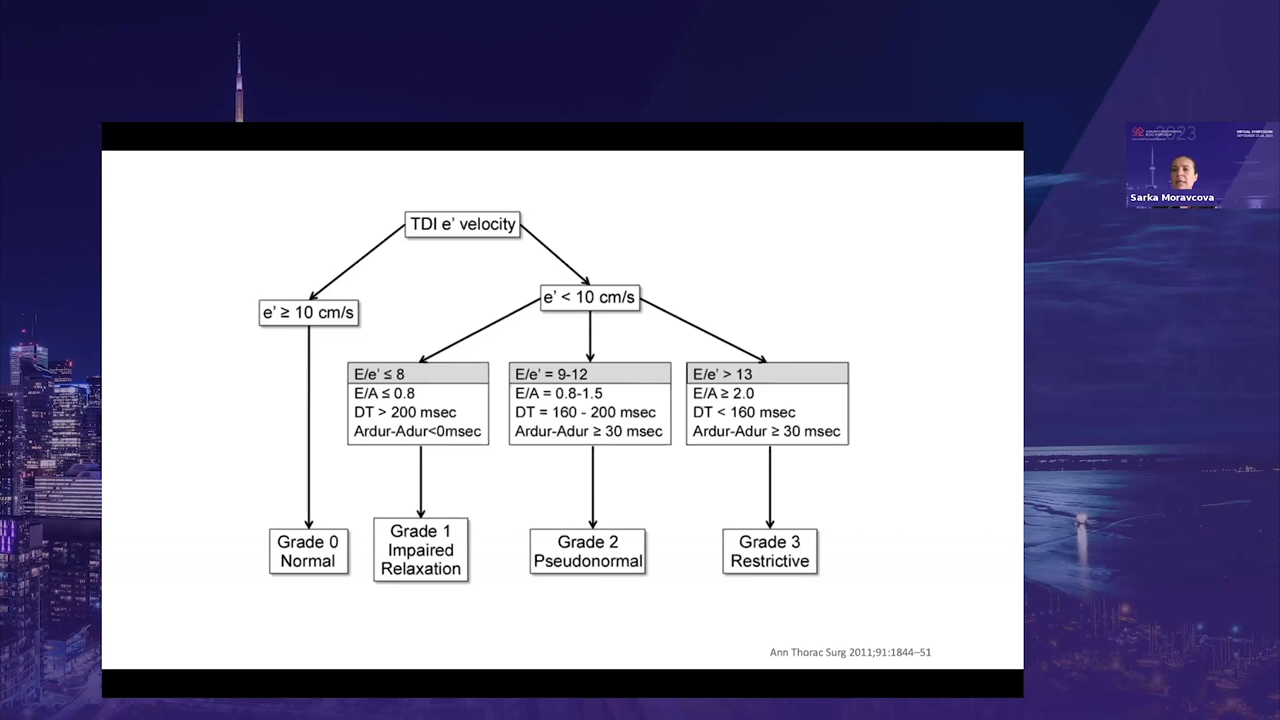 TDI e' velocity
e' ≥ 10 cm/s
e' < 10 cm/s
E/e' ≤ 8
E/A ≤ 0.8
DT > 200 msec
Ardur-Adur<0msec
E/e' = 9-12
E/A = 0.8-1.5
DT = 160 - 200 msec
Ardur-Adur ≥ 30 msec
E/e' > 13
E/A ≥ 2.0
DT < 160 msec
Ardur-Adur ≥ 30 msec
Grade 0
Normal
Grade 1
Impaired
Relaxation
Grade 2
Pseudonormal
Grade 3
Restrictive
Ann Thorac Surg 2011;91:1844–51
2023
VIRTUAL SYMPOSIUM
Sarka Moravcova